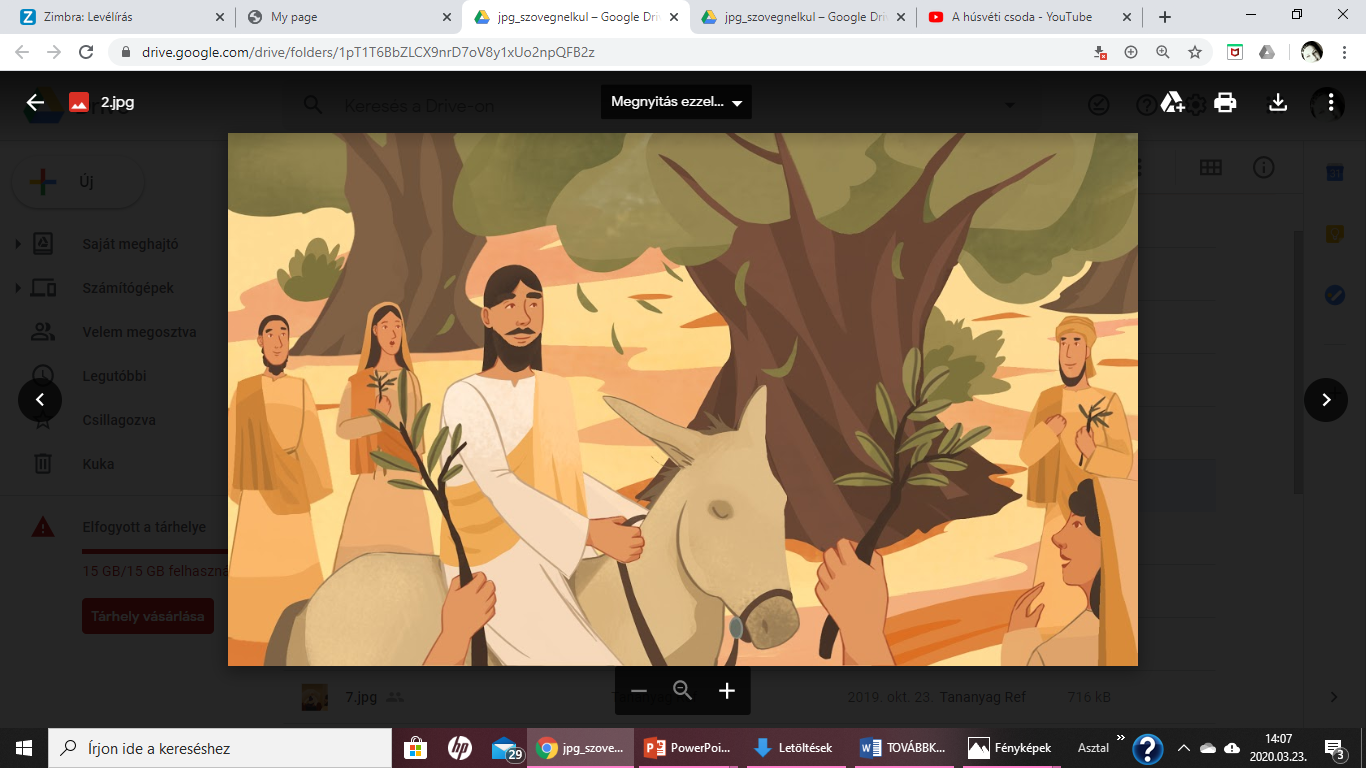 Zimbra: Levélírás
My page
jpg_szovegnelkul – Google Dri
jpg_szovegnelkul – Google Dri
A húsvéti csoda - YouTube
drive.google.com/drive/folders/1pT1T6BbZLCX9nrD7oV8y1xUo2npQFB2z
2.jpg
Keresés a Drive-on
Megnyitás ezzel...
Új
Saját meghajtó
Számítógépek
Velem megosztva
Legutóbbi
Csillagozva
Kuka
Elfogyott a tárhelye
15 GB/15 GB felhaszná
Tárhely vásárlása
7.jpg
2019. okt. 23. Tananyag Ref
716 kB
Írjon ide a kereséshez
29
jpg_szove...
PowerPoi...
Letöltések
TOVÁBBK...
Fényképek
Asztal
14:07
2020.03.23.
3